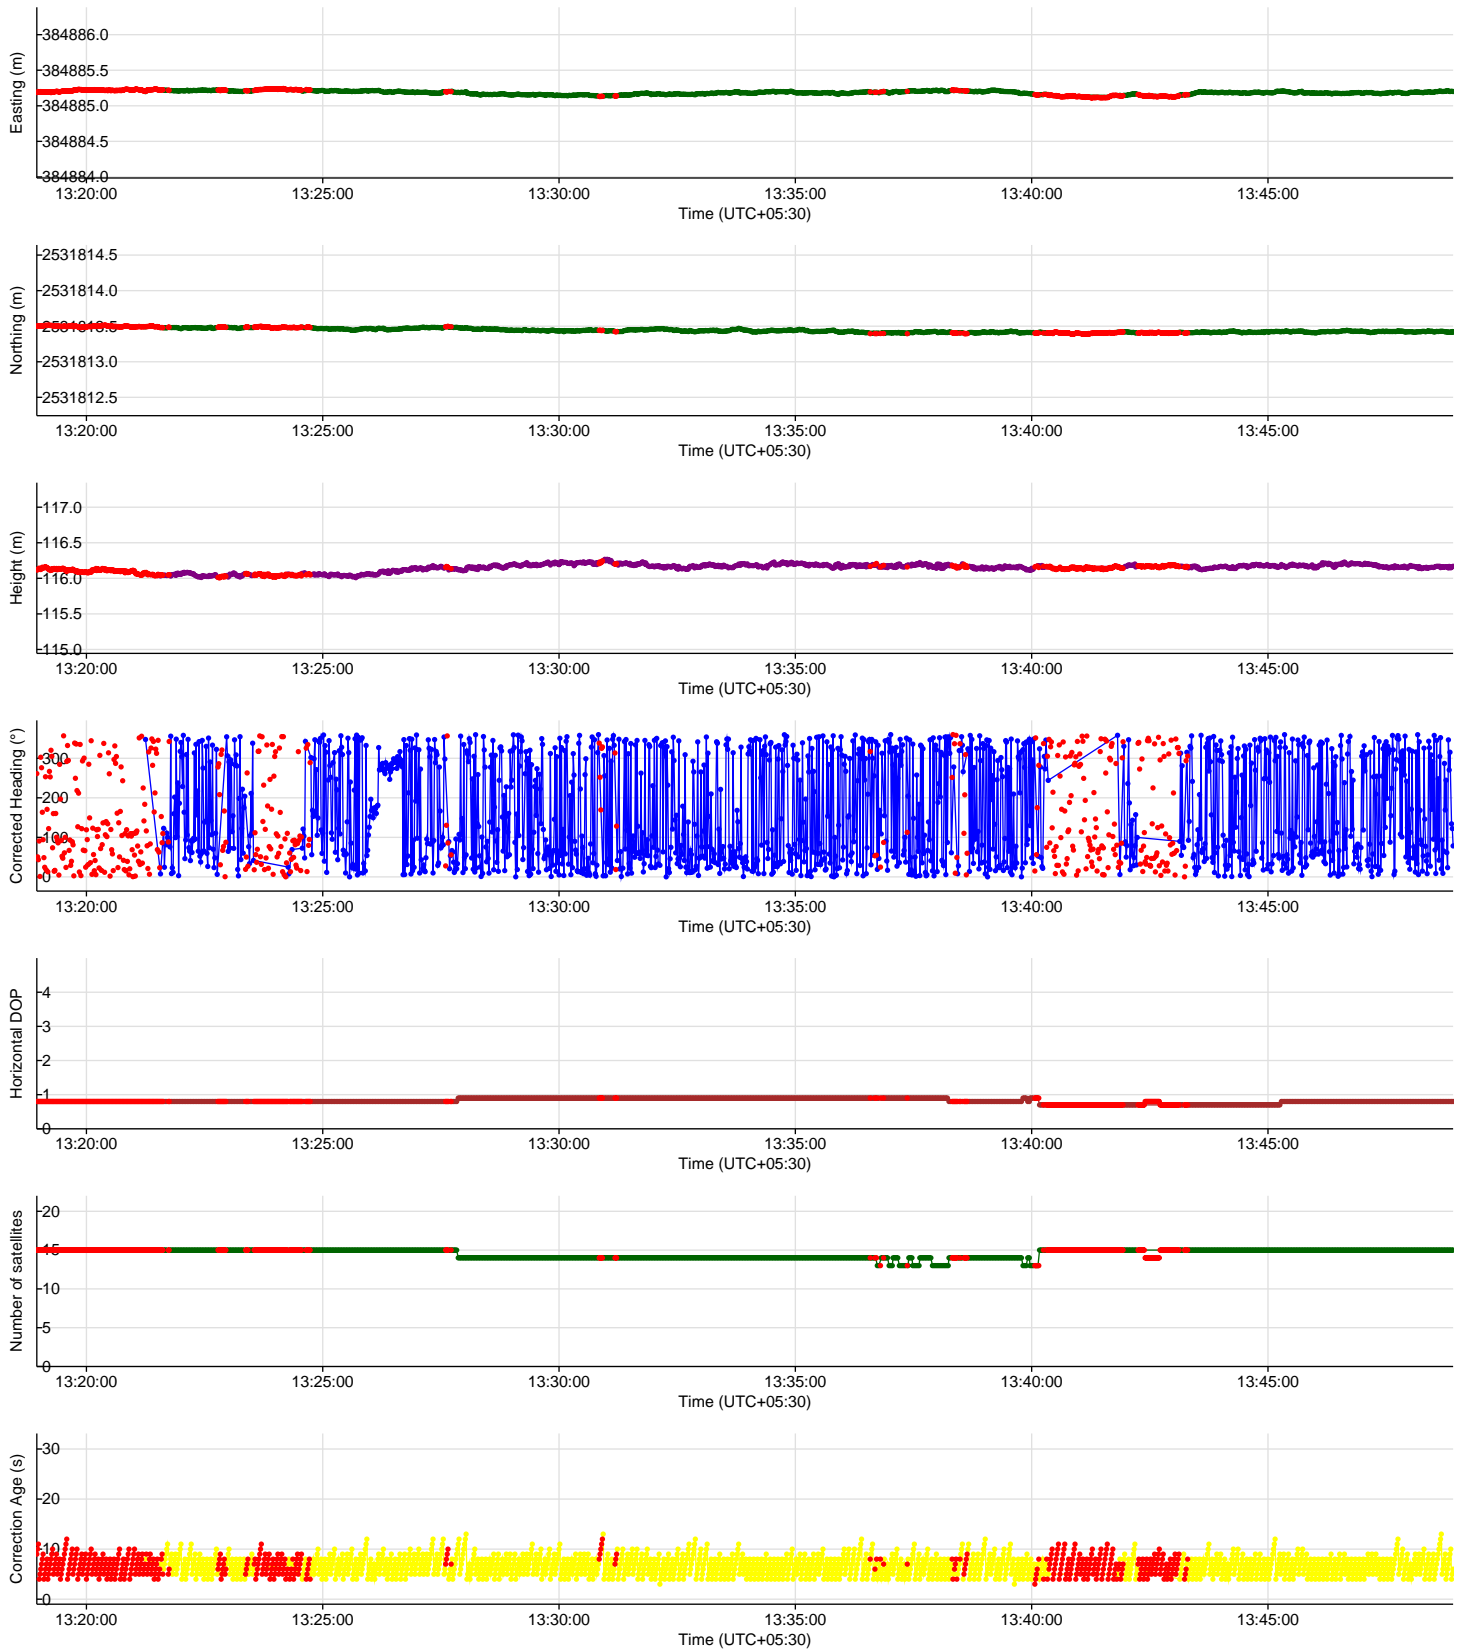 Easting (m)
384886.0
384885.5
384885.0
384884.5
384884.0
13:20:00 13:25:00 13:30:00 13:35:00 13:40:00 13:45:00
Time (UTC+05:30)
Northing (m)
2531814.5
2531814.0
2531813.5
2531813.0
2531812.5
13:20:00 13:25:00 13:30:00 13:35:00 13:40:00 13:45:00
Time (UTC+05:30)
Height (m)
117.0
116.5
116.0
115.5
115.0
13:20:00 13:25:00 13:30:00 13:35:00 13:40:00 13:45:00
Time (UTC+05:30)
Corrected Heading (°)
300
200
100
0
13:20:00 13:25:00 13:30:00 13:35:00 13:40:00 13:45:00
Time (UTC+05:30)
Horizontal DOP
4
3
2
1
0
13:20:00 13:25:00 13:30:00 13:35:00 13:40:00 13:45:00
Time (UTC+05:30)
Number of satellites
20
15
10
5
0
13:20:00 13:25:00 13:30:00 13:35:00 13:40:00 13:45:00
Time (UTC+05:30)
Correction Age (s)
30
20
10
0
13:20:00 13:25:00 13:30:00 13:35:00 13:40:00 13:45:00
Time (UTC+05:30)